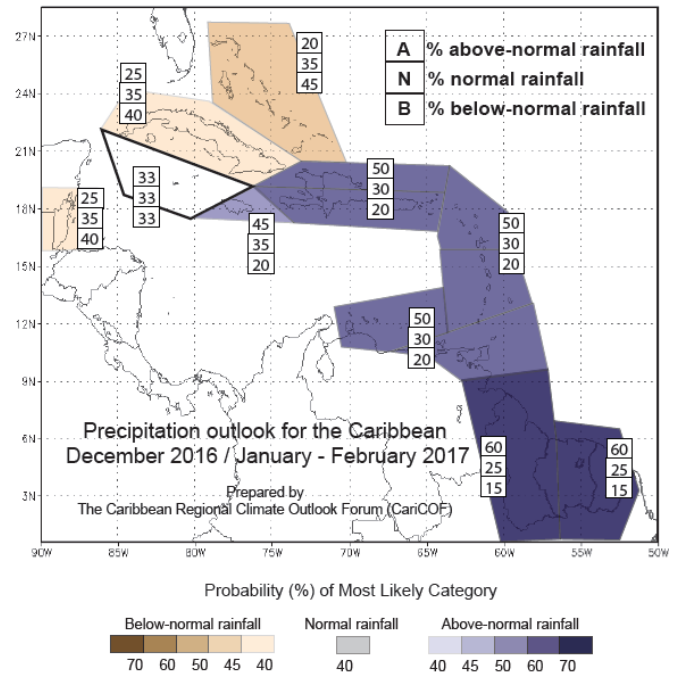 27N
24N
21N
18N
15N
12N
9N
6N
3N
A % above-normal rainfall
N % normal rainfall
B % below-normal rainfall
20
35
45
25
35
40
33
33
33
25
35
40
45
35
20
50
30
20
50
30
20
50
30
20
60
25
15
60
25
15
Precipitation outlook for the Caribbean
December 2016 / January - February 2017
Prepared by
The Caribbean Regional Climate Outlook Forum (CariCOF)
90W 85W 80W 75W 70W 65W 60W 55W 50W
Probability (%) of Most Likely Category
Below-normal rainfall Normal rainfall Above-normal rainfall
70 60 50 45 40 40 40 45 50 60 70